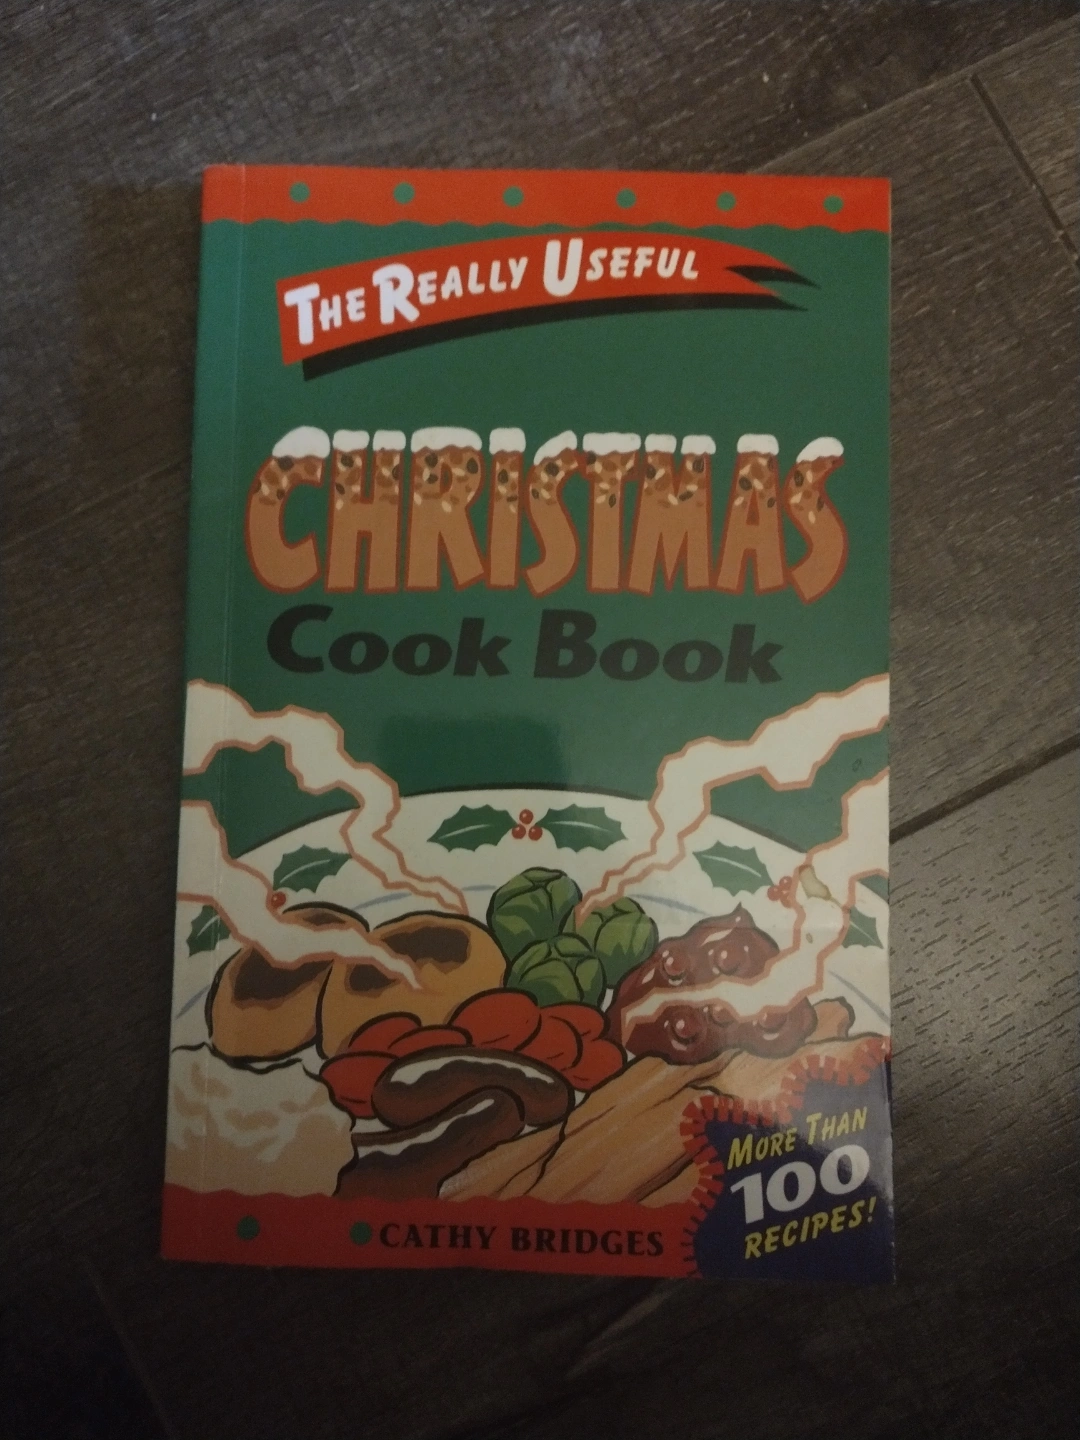 THE REALLY USEFUL
CHRISTMAS
Cook Book
MORE THAN
100
RECIPES!
CATHY BRIDGES